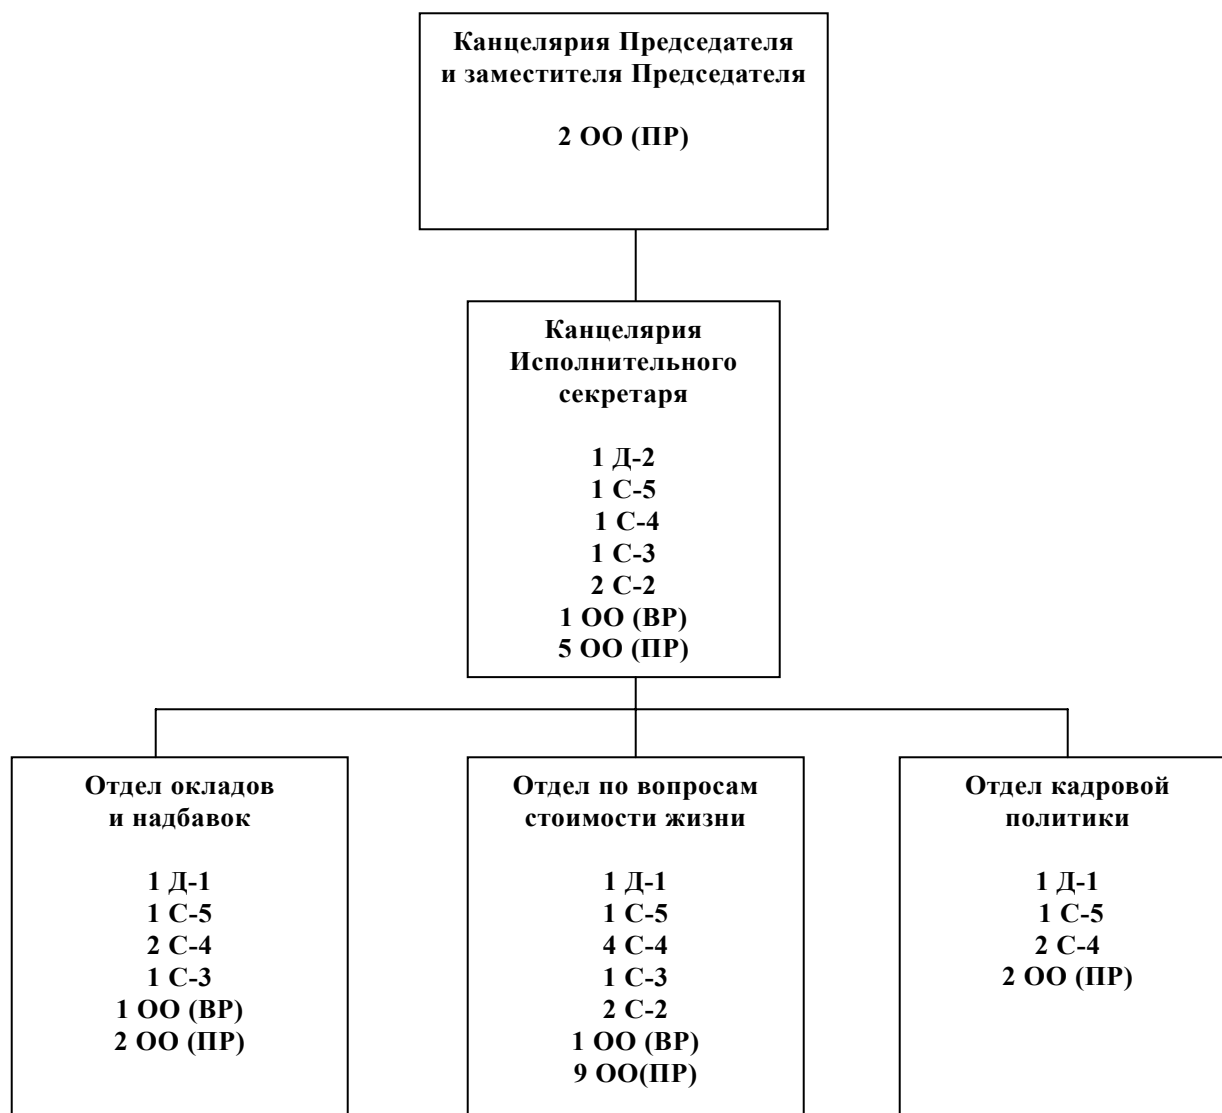 Канцелярия Председателя
и заместителя Председателя
2 ОО (ПР)
Канцелярия
Исполнительного
секретаря
1 Д-2
1 С-5
1 С-4
1 С-3
2 С-2
1 ОО (ВР)
5 ОО (ПР)
Отдел окладов
и надбавок
1 Д-1
1 С-5
2 С-4
1 С-3
1 ОО (ВР)
2 ОО (ПР)
Отдел по вопросам
стоимости жизни
1 Д-1
1 С-5
4 С-4
1 С-3
2 С-2
1 ОО (ВР)
9 ОО(ПР)
Отдел кадровой
политики
1 Д-1
1 С-5
2 С-4
2 ОО (ПР)